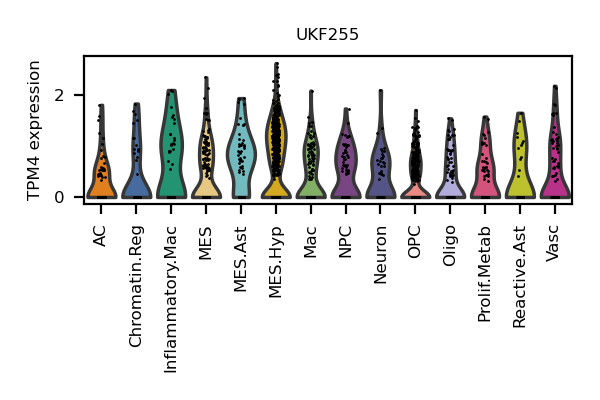 UKF255
TPM4 expression
2
0
AC
Chromatin.Reg
Inflammatory.Mac
MES
MES.Ast
MES.Hyp
Mac
NPC
Neuron
OPC
Oligo
Prolif.Metab
Reactive.Ast
Vasc